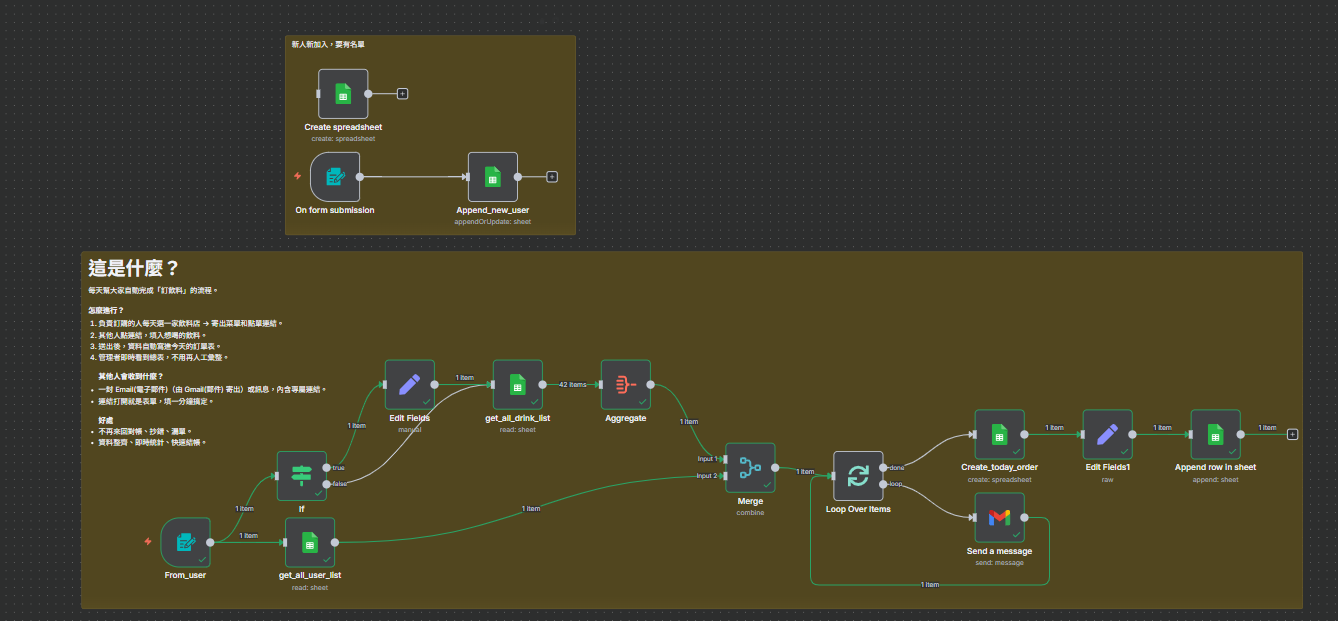 新人新加入，要有名單
Create spreadsheet
create: spreadsheet
On form submission
Append_new_user
appendOrUpdate: sheet
這是什麼？
每天幫大家自動完成「訂飲料」的流程。
怎麼進行？
1. 負責訂購的人每天選一家飲料店 → 寄出菜單和點單連結。
2. 其他人點連結，填入想喝的飲料。
3. 送出後，資料自動寫進今天的訂單表。
4. 管理者即時看到總表，不用再人工彙整。
其他人會收到什麼？
• 一封 Email(電子郵件)（由 Gmail(郵件) 寄出）或訊息，內含專屬連結。
• 連結打開就是表單，填一分鐘搞定。
好處
• 不再來回對帳、抄錯、漏單。
• 資料整齊、即時統計、快速結帳。
From_user
1 item
1 item
If
true
false
get_all_user_list
read: sheet
1 item
Edit Fields
manual
1 item
get_all_drink_list
read: sheet
42 items
Aggregate
1 item
1 item
Input 1
Input 2
Merge
combine
1 item
Loop Over Items
done
loop
Create_today_order
create: spreadsheet
1 item
Edit Fields1
raw
1 item
Append row in sheet
append: sheet
1 item
Send a message
send: message
1 item